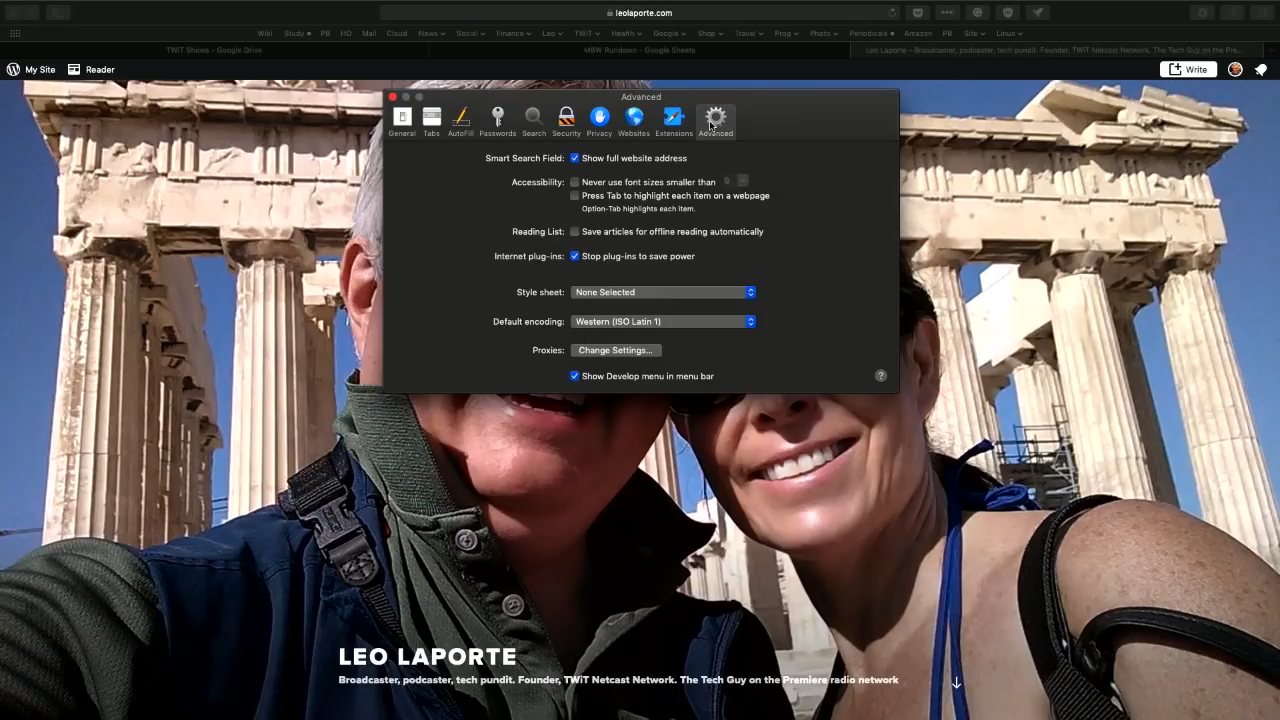 leolaporte.com
Wiki Study PB HD Mail Cloud News Social Finance Leo TWiT Health Google Shop Travel Prog Photo Periodicals Amazon PB Site Linux
TWiT Shows – Google Drive MBW Rundown – Google Sheets Leo Laporte – Broadcaster, podcaster, tech pundit. Founder, TWiT Netcast Network. The Tech Guy on the Pre...
My Site Reader Write
Advanced
General Tabs AutoFill Passwords Search Security Privacy Websites Extensions Advanced
Smart Search Field: Show full website address
Accessibility: Never use font sizes smaller than 9
Press Tab to highlight each item on a webpage
Option-Tab highlights each item.
Reading List: Save articles for offline reading automatically
Internet plug-ins: Stop plug-ins to save power
Style sheet: None Selected
Default encoding: Western (ISO Latin 1)
Proxies: Change Settings...
Show Develop menu in menu bar ?
LEO LAPORTE
Broadcaster, podcaster, tech pundit. Founder, TWiT Netcast Network. The Tech Guy on the Premiere radio network